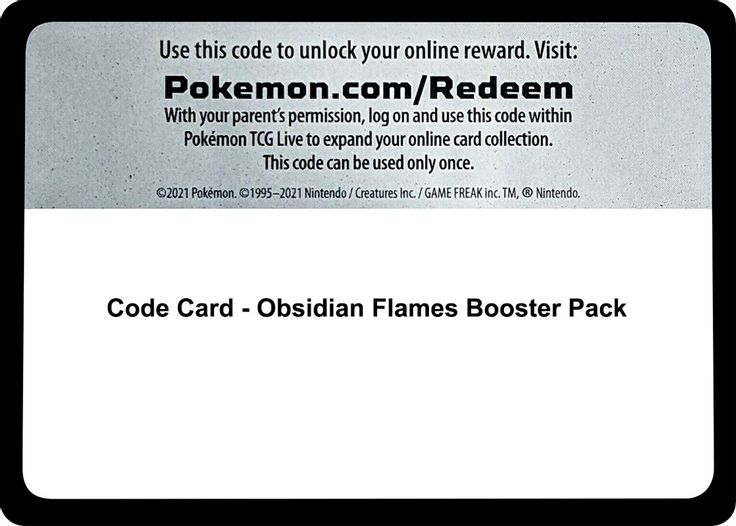 Use this code to unlock your online reward. Visit:
Pokemon.com/Redeem
With your parent's permission, log on and use this code within
Pokémon TCG Live to expand your online card collection.
This code can be used only once.
©2021 Pokémon. ©1995–2021 Nintendo / Creatures Inc. / GAME FREAK inc. TM, ® Nintendo.
Code Card - Obsidian Flames Booster Pack